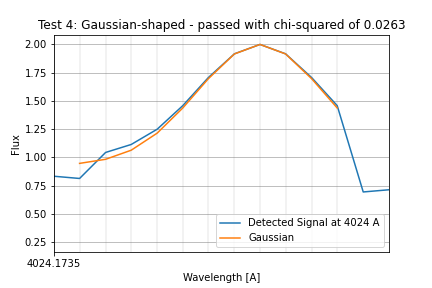 Test 4: Gaussian-shaped - passed with chi-squared of 0.0263
2.00
1.75
1.50
1.25
1.00
0.75
0.50
0.25
Flux
Detected Signal at 4024 A
Gaussian
4024.1735
Wavelength [A]